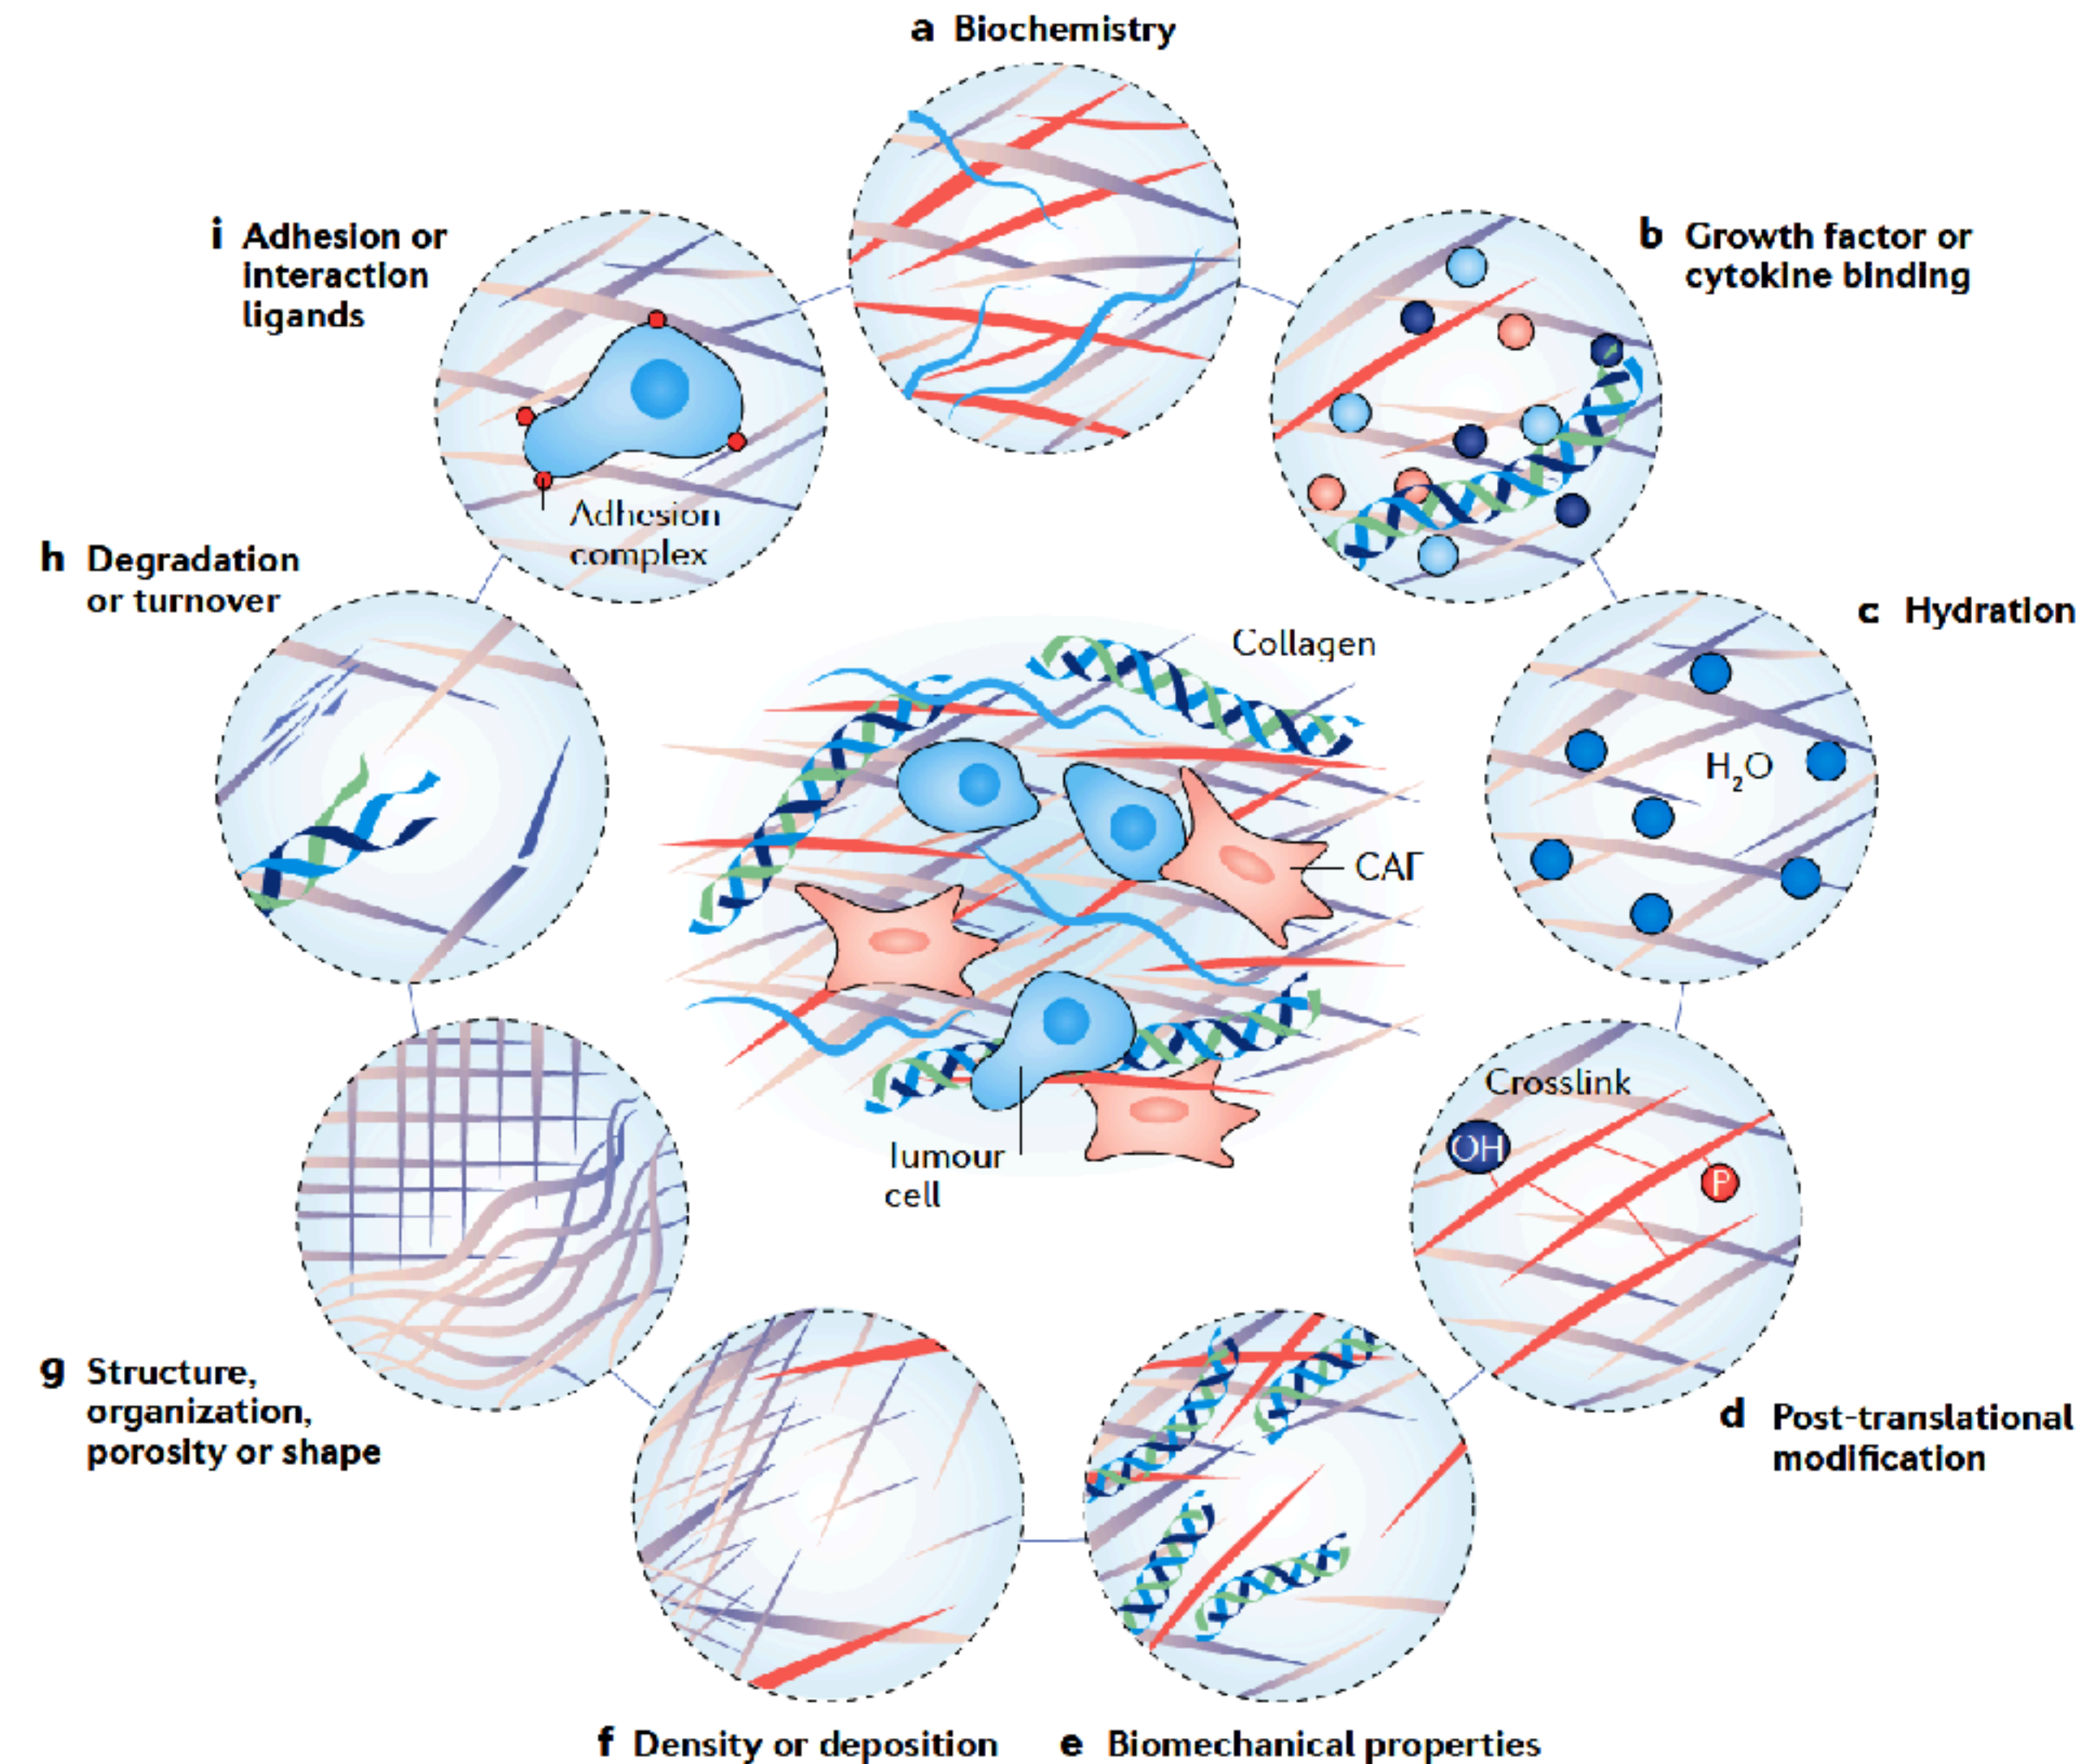 a Biochemistry
b Growth factor or
cytokine binding
c Hydration
H₂O
Crosslink
OH
P
d Post-translational
modification
e Biomechanical properties
f Density or deposition
g Structure,
organization,
porosity or shape
h Degradation
or turnover
i Adhesion or
interaction
ligands
Adhesion
complex
Collagen
CAF
Tumour
cell